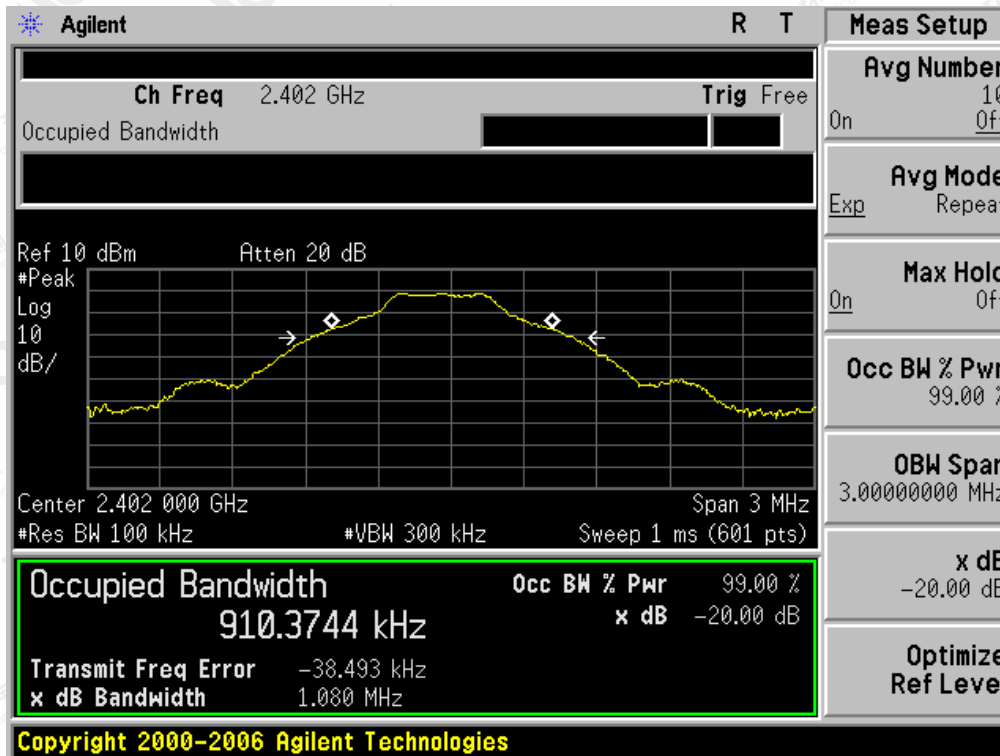 Agilent R T Meas Setup
Ch Freq 2.402 GHz Trig Free
Occupied Bandwidth
Ref 10 dBm Atten 20 dB
#Peak
Log
10
dB/
Center 2.402 000 GHz Span 3 MHz
#Res BW 100 kHz #VBW 300 kHz Sweep 1 ms (601 pts)
Occupied Bandwidth Occ BW % Pwr 99.00 %
910.3744 kHz x dB -20.00 dB
Transmit Freq Error -38.493 kHz
x dB Bandwidth 1.080 MHz
Avg Number
10
On Off
Avg Mode
Exp Repeat
Max Hold
On Off
Occ BW % Pwr
99.00 %
OBW Span
3.00000000 MHz
x dB
-20.00 dB
Optimize
Ref Level
Copyright 2000-2006 Agilent Technologies